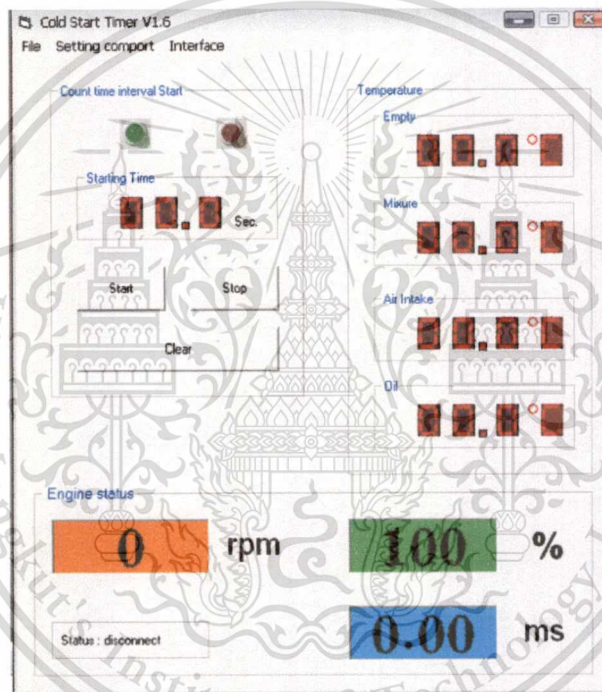 Cold Start Timer V1.6
File Setting comport Interface
Count time interval Start
Starting Time
Sec.
Start Stop
Clear
Temperature
Empty
Mixure
Air Intake
Oil
Engine status
0 rpm 100 %
Status : disconnect
0.00 ms